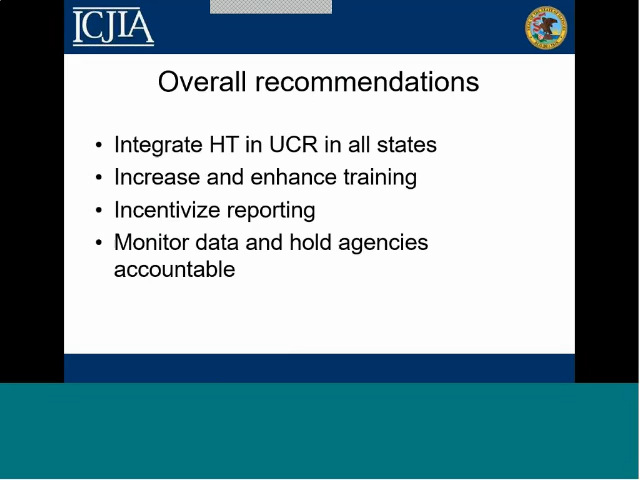 ICJIA
Overall recommendations
• Integrate HT in UCR in all states
• Increase and enhance training
• Incentivize reporting
• Monitor data and hold agencies
accountable